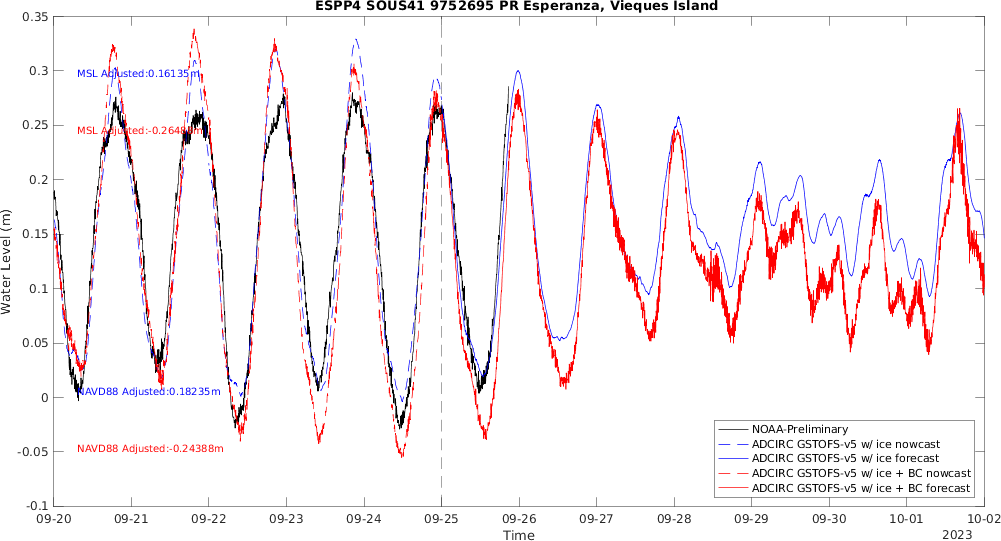 ESPP4 SOUS41 9752695 PR Esperanza, Vieques Island
0.35
0.3
0.25
0.2
0.15
0.1
0.05
0
-0.05
-0.1
Water Level (m)
MSL Adjusted:0.16135m
MSL Adjusted:-0.2648
NAVD88 Adjusted:0.18235m
NAVD88 Adjusted:-0.24388m
NOAA-Preliminary
ADCIRC GSTOFS-v5 w/ ice nowcast
ADCIRC GSTOFS-v5 w/ ice forecast
ADCIRC GSTOFS-v5 w/ ice + BC nowcast
ADCIRC GSTOFS-v5 w/ ice + BC forecast
09-20 09-21 09-22 09-23 09-24 09-25 09-26 09-27 09-28 09-29 09-30 10-01 10-02
Time
2023